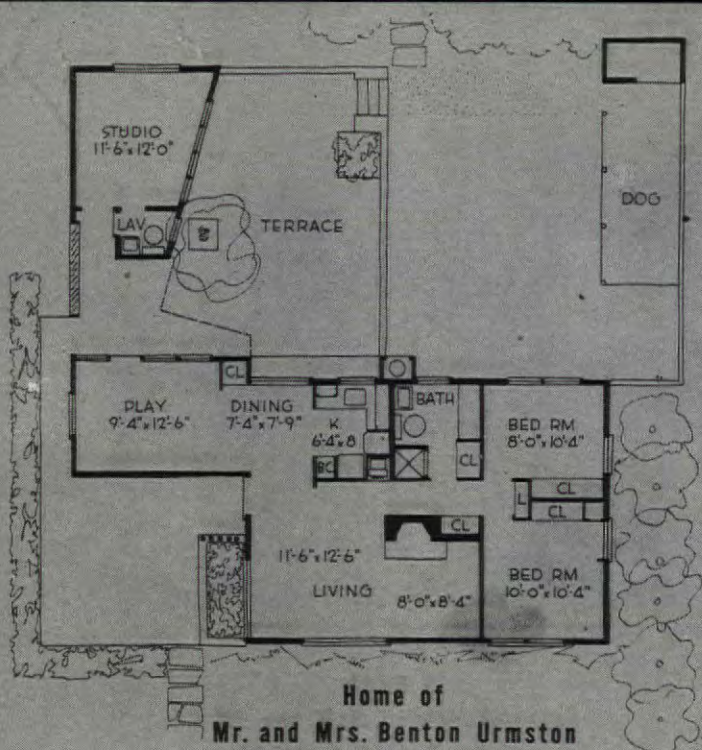 STUDIO
11'-6" x 12'-0"
LAV
TERRACE
DOG
CL
PLAY
9'-4" x 12'-6"
DINING
7'-4" x 7'-9"
K
6'-4" x 8
BC
BATH
CL
BED RM
8'-0" x 10'-4"
CL
L
CL
CL
11'-6" x 12'-6"
LIVING
8'-0" x 8'-4"
BED RM
10'-0" x 10'-4"
Home of
Mr. and Mrs. Benton Urmston